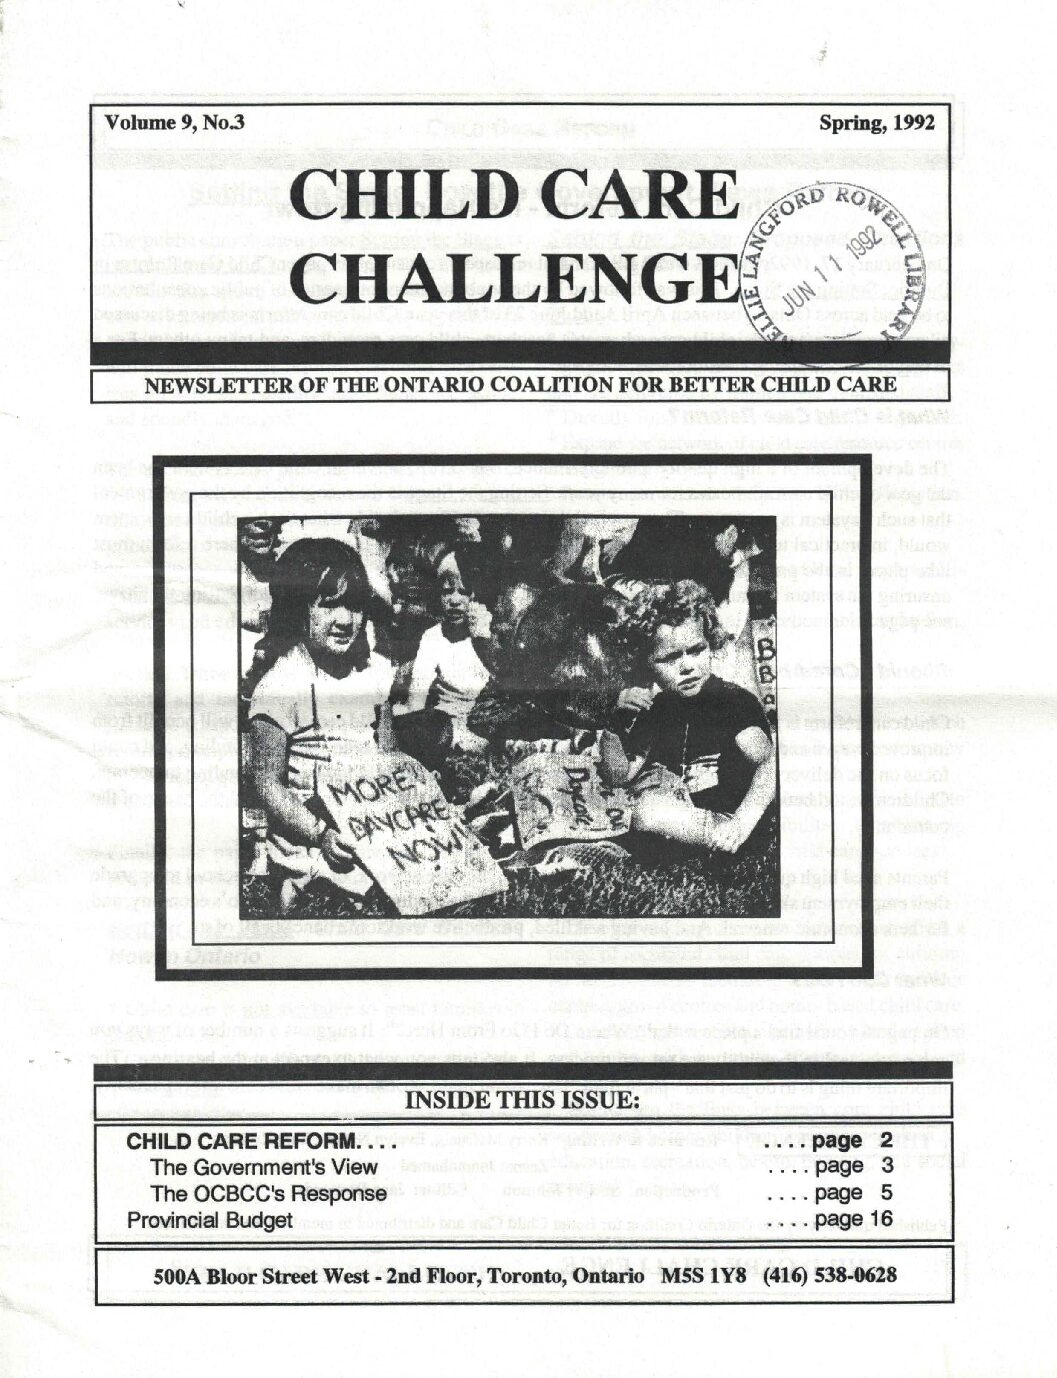 Volume 9, No.3
Spring, 1992
CHILD CARE
CHALLENGE
NELLIE LANGFORD ROWELL LIBRARY
JUN 11 1992
NEWSLETTER OF THE ONTARIO COALITION FOR BETTER CHILD CARE
MORE
DAYCARE
NOW!
INSIDE THIS ISSUE:
CHILD CARE REFORM. . . . . . . . page 2
The Government's View . . . . page 3
The OCBCC's Response . . . . page 5
Provincial Budget . . . . page 16
500A Bloor Street West - 2nd Floor, Toronto, Ontario M5S 1Y8 (416) 538-0628